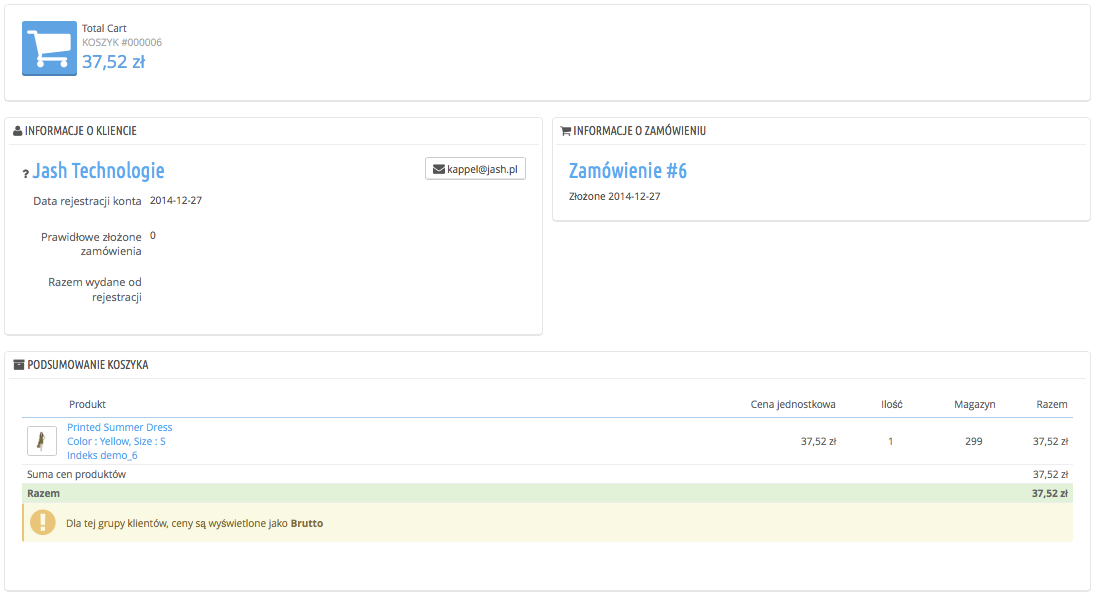 Total Cart
KOSZYK #000006
37,52 zł
INFORMACJE O KLIENCIE
? Jash Technologie
kappel@jash.pl
Data rejestracji konta 2014-12-27
Prawidłowe złożone 0
zamówienia
Razem wydane od
rejestracji
INFORMACJE O ZAMÓWIENIU
Zamówienie #6
Złożone 2014-12-27
PODSUMOWANIE KOSZYKA
Produkt Cena jednostkowa Ilość Magazyn Razem
Printed Summer Dress
Color : Yellow, Size : S 37,52 zł 1 299 37,52 zł
Indeks demo_6
Suma cen produktów 37,52 zł
Razem 37,52 zł
Dla tej grupy klientów, ceny są wyświetlone jako Brutto